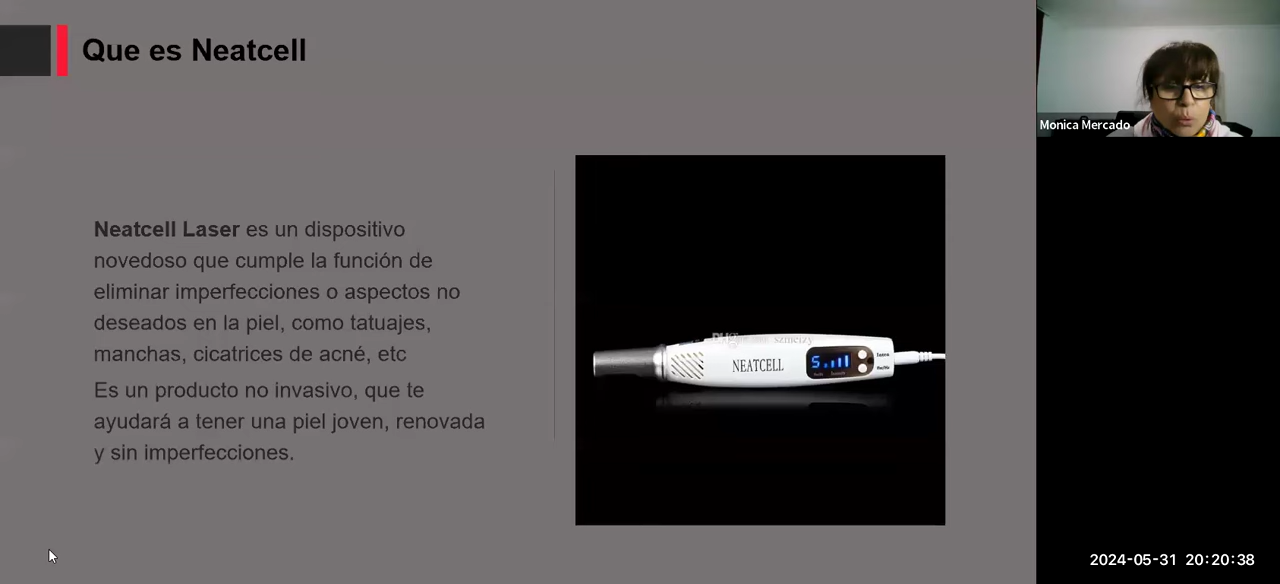 Que es Neatcell
Neatcell Laser es un dispositivo
novedoso que cumple la función de
eliminar imperfecciones o aspectos no
deseados en la piel, como tatuajes,
manchas, cicatrices de acné, etc
Es un producto no invasivo, que te
ayudará a tener una piel joven, renovada
y sin imperfecciones.
NEATCELL
5
Monica Mercado
2024-05-31 20:20:38